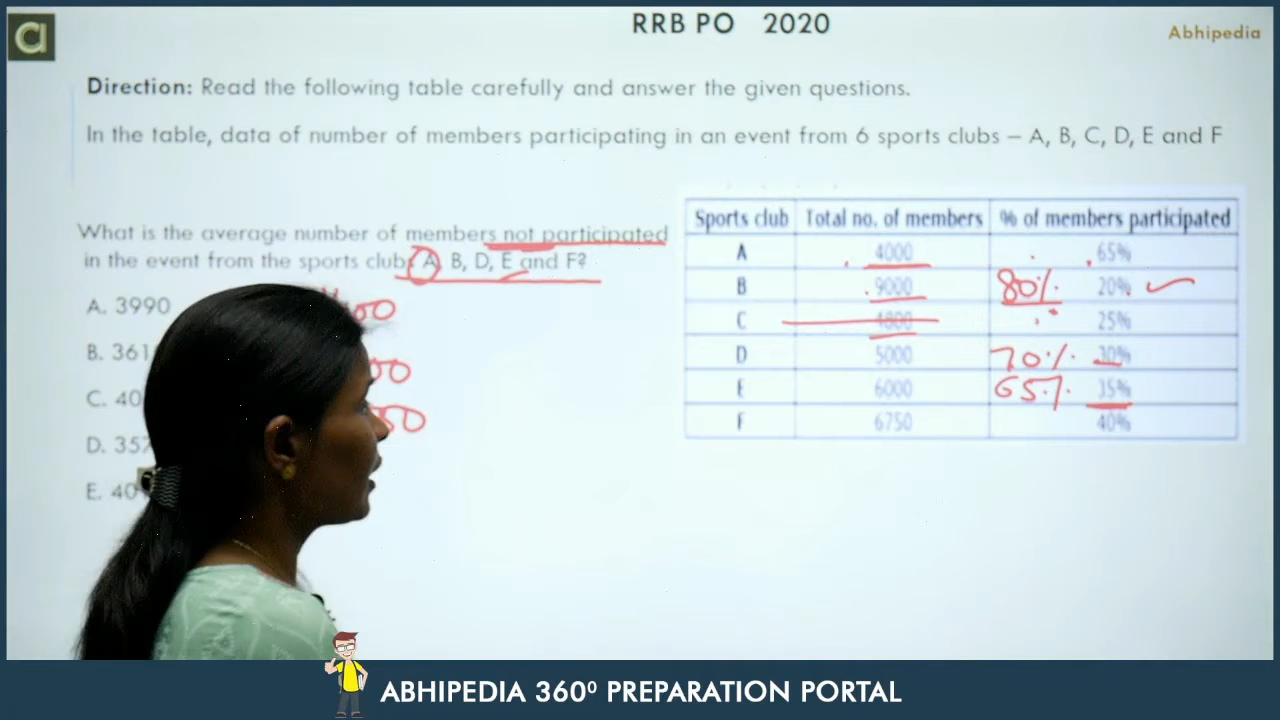 RRB PO 2020
Abhipedia
Direction: Read the following table carefully and answer the given questions.
In the table, data of number of members participating in an event from 6 sports clubs – A, B, C, D, E and F
What is the average number of members not participated
in the event from the sports clubs A, B, D, E and F?
A. 3990
B. 361
C. 40
D. 357
E. 40
Sports club Total no. of members % of members participated
A 4000 65%
B 9000 80% 20%
C 4800 25%
D 5000 70% 30%
E 6000 65% 35%
F 6750 40%
ABHIPEDIA 360⁰ PREPARATION PORTAL